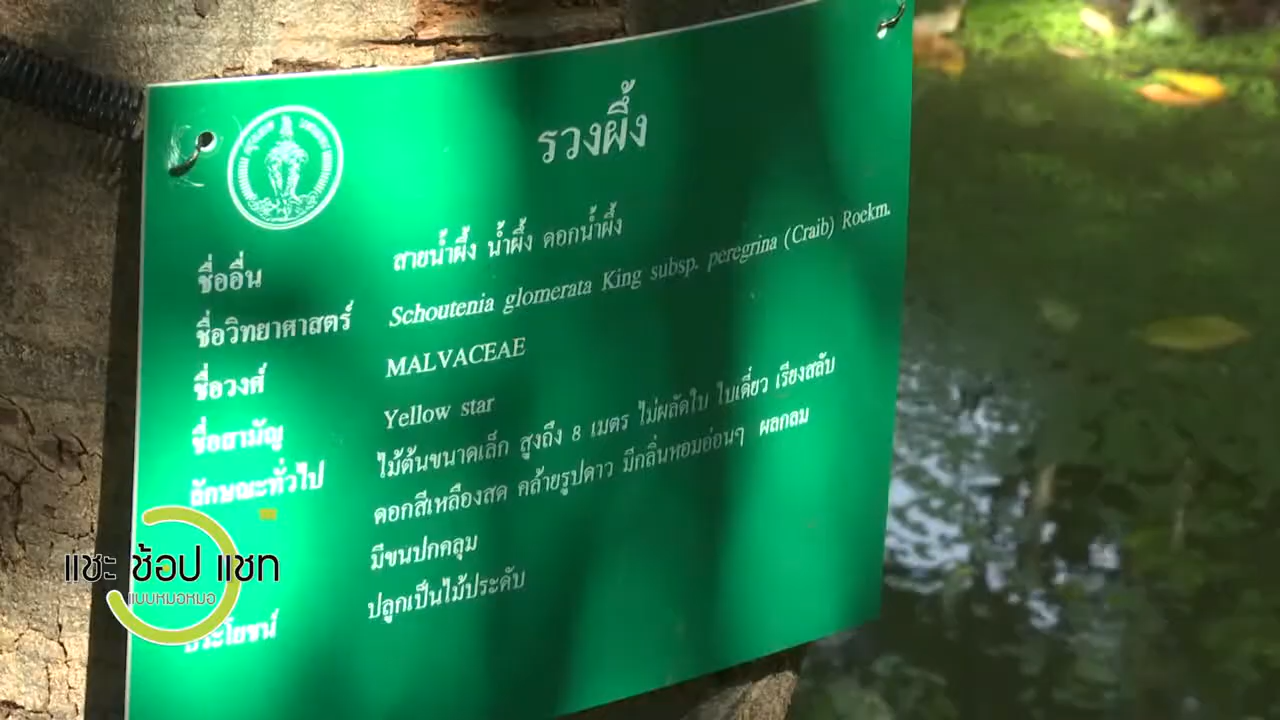 รวงผึ้ง
ชื่ออื่น สายน้ำผึ้ง น้ำผึ้ง ดอกน้ำผึ้ง
ชื่อวิทยาศาสตร์ Schoutenia glomerata King subsp. peregrina (Craib) Roekm.
ชื่อวงศ์ MALVACEAE
ชื่อสามัญ Yellow star
ลักษณะทั่วไป ไม้ต้นขนาดเล็ก สูงถึง 8 เมตร ไม่ผลัดใบ ใบเดี่ยว เรียงสลับ
ดอกสีเหลืองสด คล้ายรูปดาว มีกลิ่นหอมอ่อนๆ ผลกลม
มีขนปกคลุม
ประโยชน์ ปลูกเป็นไม้ประดับ
แชะ ช้อป แชท
แบบหมอหมอ